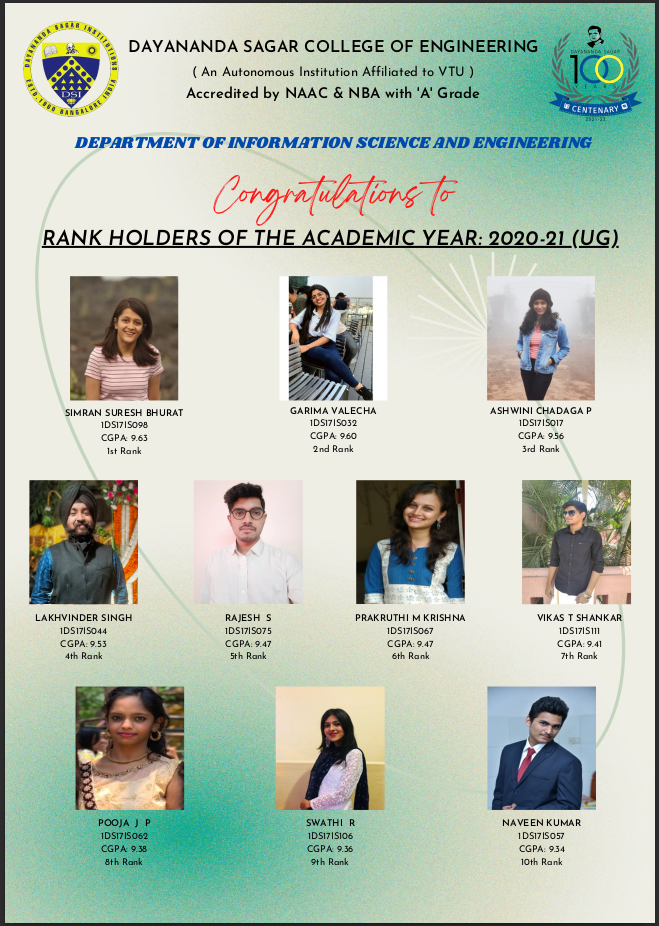 DAYANANDA SAGAR INSTITUTIONS
ESTD-1960 BANGALORE INDIA
DSI
DAYANANDA SAGAR COLLEGE OF ENGINEERING
( An Autonomous Institution Affiliated to VTU )
Accredited by NAAC & NBA with 'A' Grade
DAYANANDA SAGAR
100
YEARS
CENTENARY
2021-22
DEPARTMENT OF INFORMATION SCIENCE AND ENGINEERING
Congratulations to
RANK HOLDERS OF THE ACADEMIC YEAR: 2020-21 (UG)
SIMRAN SURESH BHURAT
1DS17IS098
CGPA: 9.63
1st Rank
GARIMA VALECHA
1DS17IS032
CGPA: 9.60
2nd Rank
ASHWINI CHADAGA P
1DS17IS017
CGPA: 9.56
3rd Rank
LAKHVINDER SINGH
1DS17IS044
CGPA: 9.53
4th Rank
RAJESH S
1DS17IS075
CGPA: 9.47
5th Rank
PRAKRUTHI M KRISHNA
1DS17IS067
CGPA: 9.47
6th Rank
VIKAS T SHANKAR
1DS17IS111
CGPA: 9.41
7th Rank
POOJA J P
1DS17IS062
CGPA: 9.38
8th Rank
SWATHI R
1DS17IS106
CGPA: 9.36
9th Rank
NAVEEN KUMAR
1DS17IS057
CGPA: 9.34
10th Rank